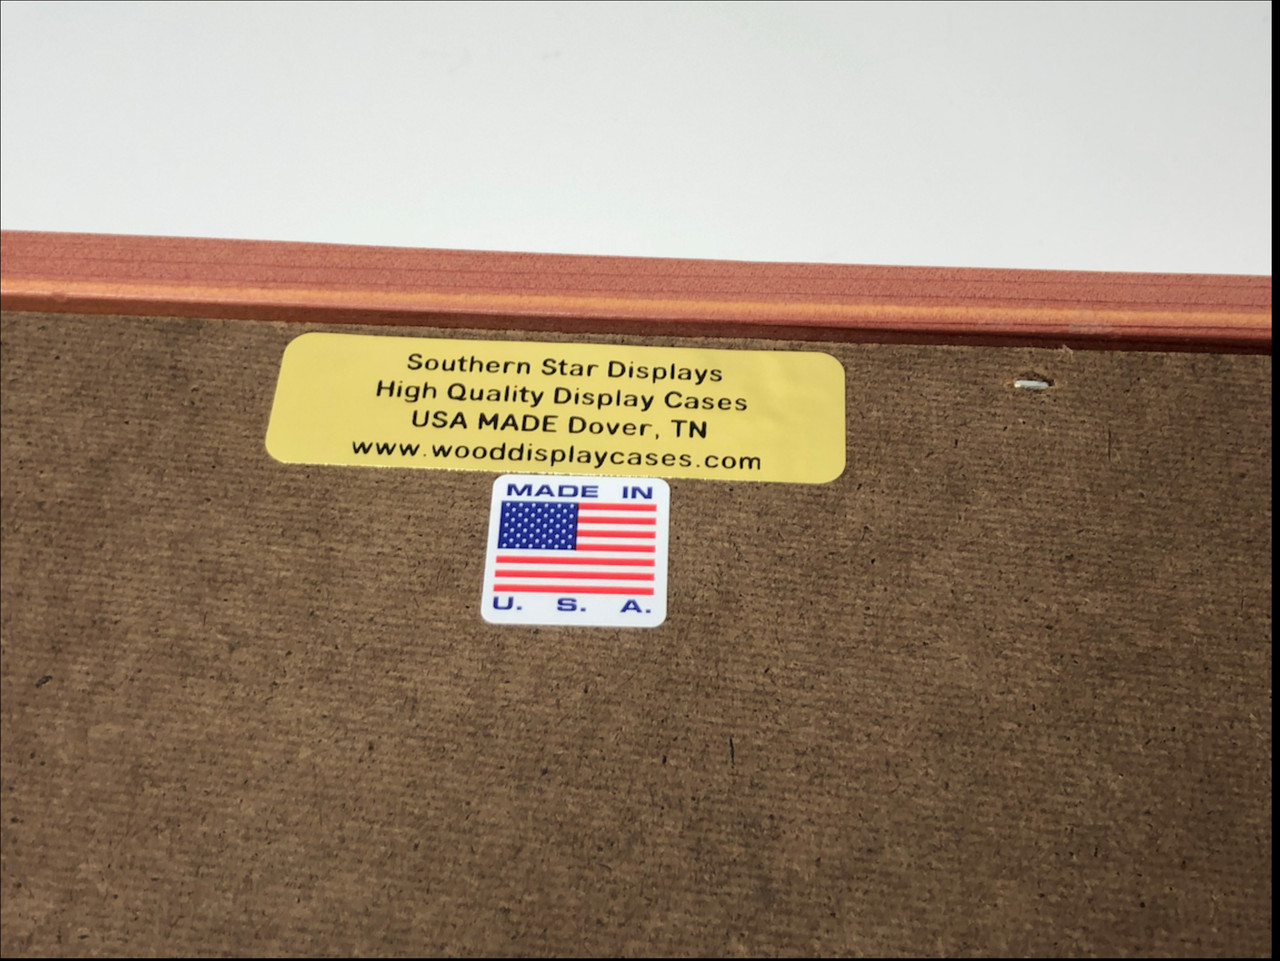 Southern Star Displays
High Quality Display Cases
USA MADE Dover, TN
www.wooddisplaycases.com
MADE IN
U. S. A.